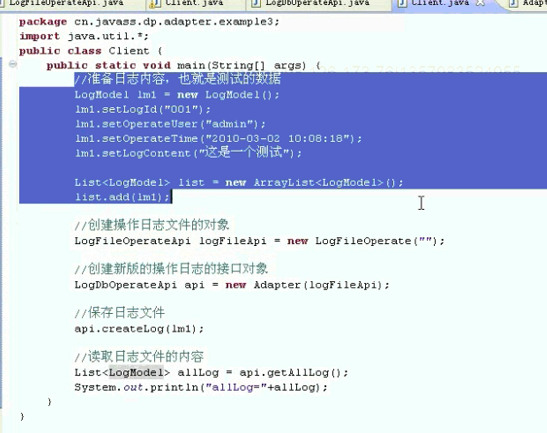 LogFileOperateApi.java Client.java LogDbOperateApi.java Client.java Adap
package cn.javass.dp.adapter.example3;
import java.util.*;
public class Client {
public static void main(String[] args) {
//准备日志内容，也就是测试的数据
LogModel lm1 = new LogModel();
lm1.setLogId("001");
lm1.setOperateUser("admin");
lm1.setOperateTime("2010-03-02 10:08:18");
lm1.setLogContent("这是一个测试");
List<LogModel> list = new ArrayList<LogModel>();
list.add(lm1);
//创建操作日志文件的对象
LogFileOperateApi logFileApi = new LogFileOperate("");
//创建新版的操作日志的接口对象
LogDbOperateApi api = new Adapter(logFileApi);
//保存日志文件
api.createLog(lm1);
//读取日志文件的内容
List<LogModel> allLog = api.getAllLog();
System.out.println("allLog="+allLog);
}
}